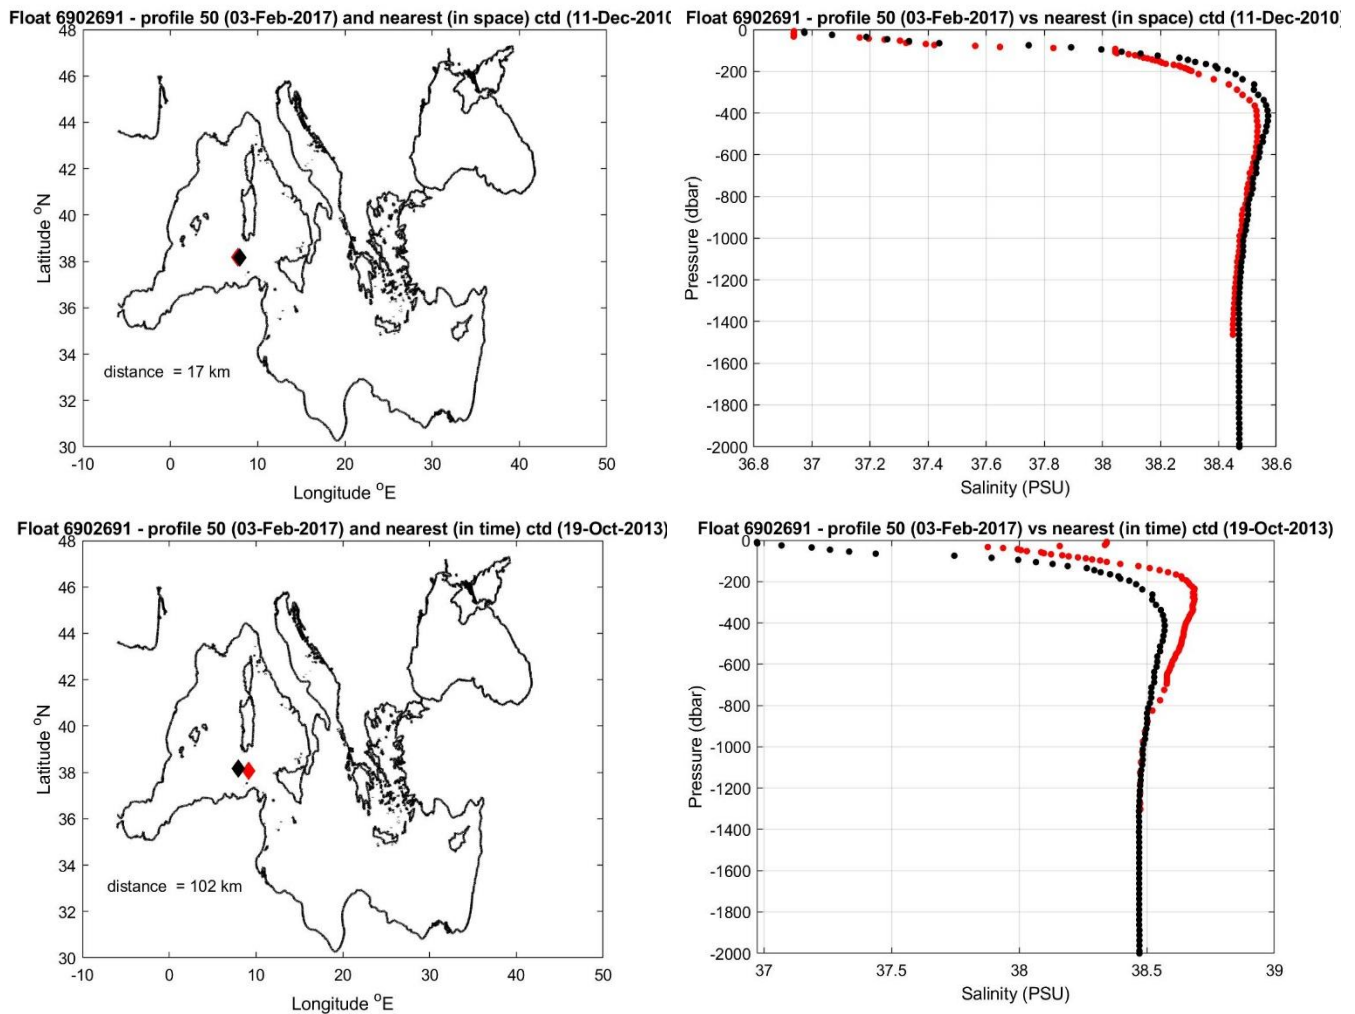 Float 6902691 - profile 50 (03-Feb-2017) and nearest (in space) ctd (11-Dec-2010
48
46
44
42
40
38
36
34
32
30
Latitude °N
distance = 17 km
-10 0 10 20 30 40 50
Longitude °E
Float 6902691 - profile 50 (03-Feb-2017) vs nearest (in space) ctd (11-Dec-2010)
0
-200
-400
-600
-800
-1000
-1200
-1400
-1600
-1800
-2000
Pressure (dbar)
36.8 37 37.2 37.4 37.6 37.8 38 38.2 38.4 38.6
Salinity (PSU)
Float 6902691 - profile 50 (03-Feb-2017) and nearest (in time) ctd (19-Oct-2013)
48
46
44
42
40
38
36
34
32
30
Latitude °N
distance = 102 km
-10 0 10 20 30 40 50
Longitude °E
Float 6902691 - profile 50 (03-Feb-2017) vs nearest (in time) ctd (19-Oct-2013)
0
-200
-400
-600
-800
-1000
-1200
-1400
-1600
-1800
-2000
Pressure (dbar)
37 37.5 38 38.5 39
Salinity (PSU)